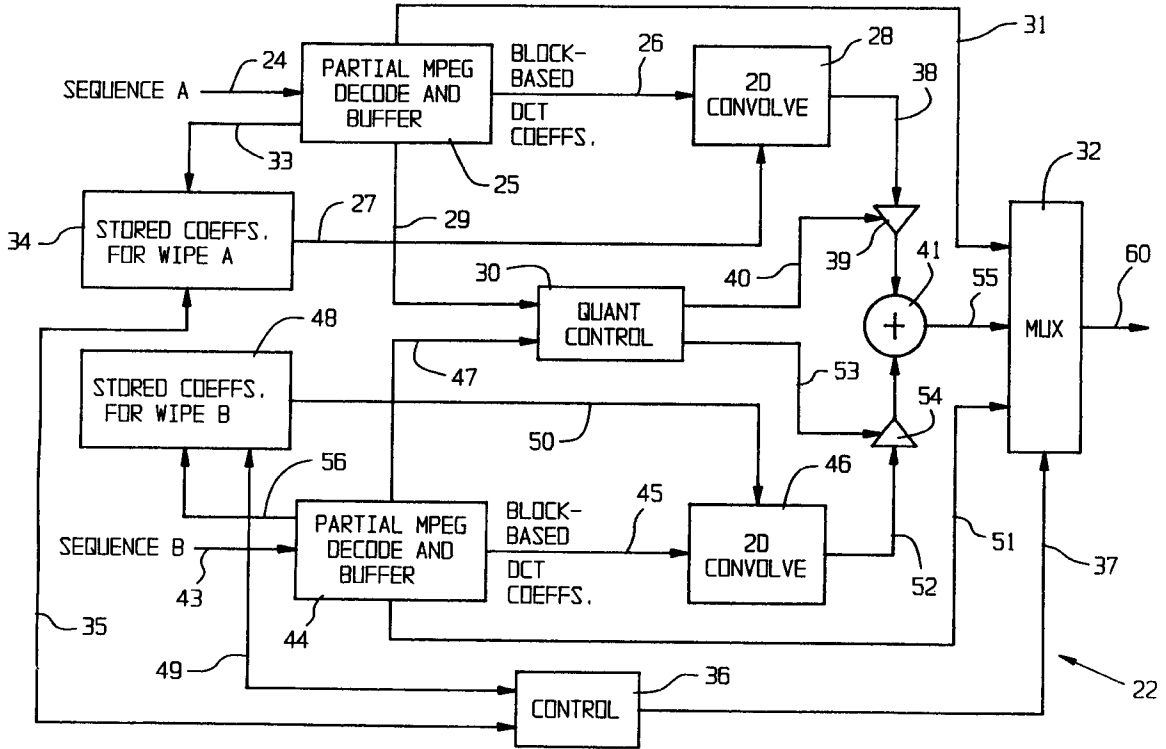 31
26
28
24
BLOCK-
BASED
38
SEQUENCE A
PARTIAL MPEG
DECODE AND
BUFFER
2D
CONVOLVE
DCT
COEFFS.
33
25
32
27
29
34
STORED COEFFS.
FOR WIPE A
39
40
41
30
55
60
48
QUANT
CONTROL
+
MUX
47
53
STORED COEFFS.
FOR WIPE B
54
50
56
45
46
BLOCK-
BASED
SEQUENCE B
PARTIAL MPEG
DECODE AND
BUFFER
2D
CONVOLVE
51
43
DCT
COEFFS.
52
37
35
44
49
36
22
CONTROL